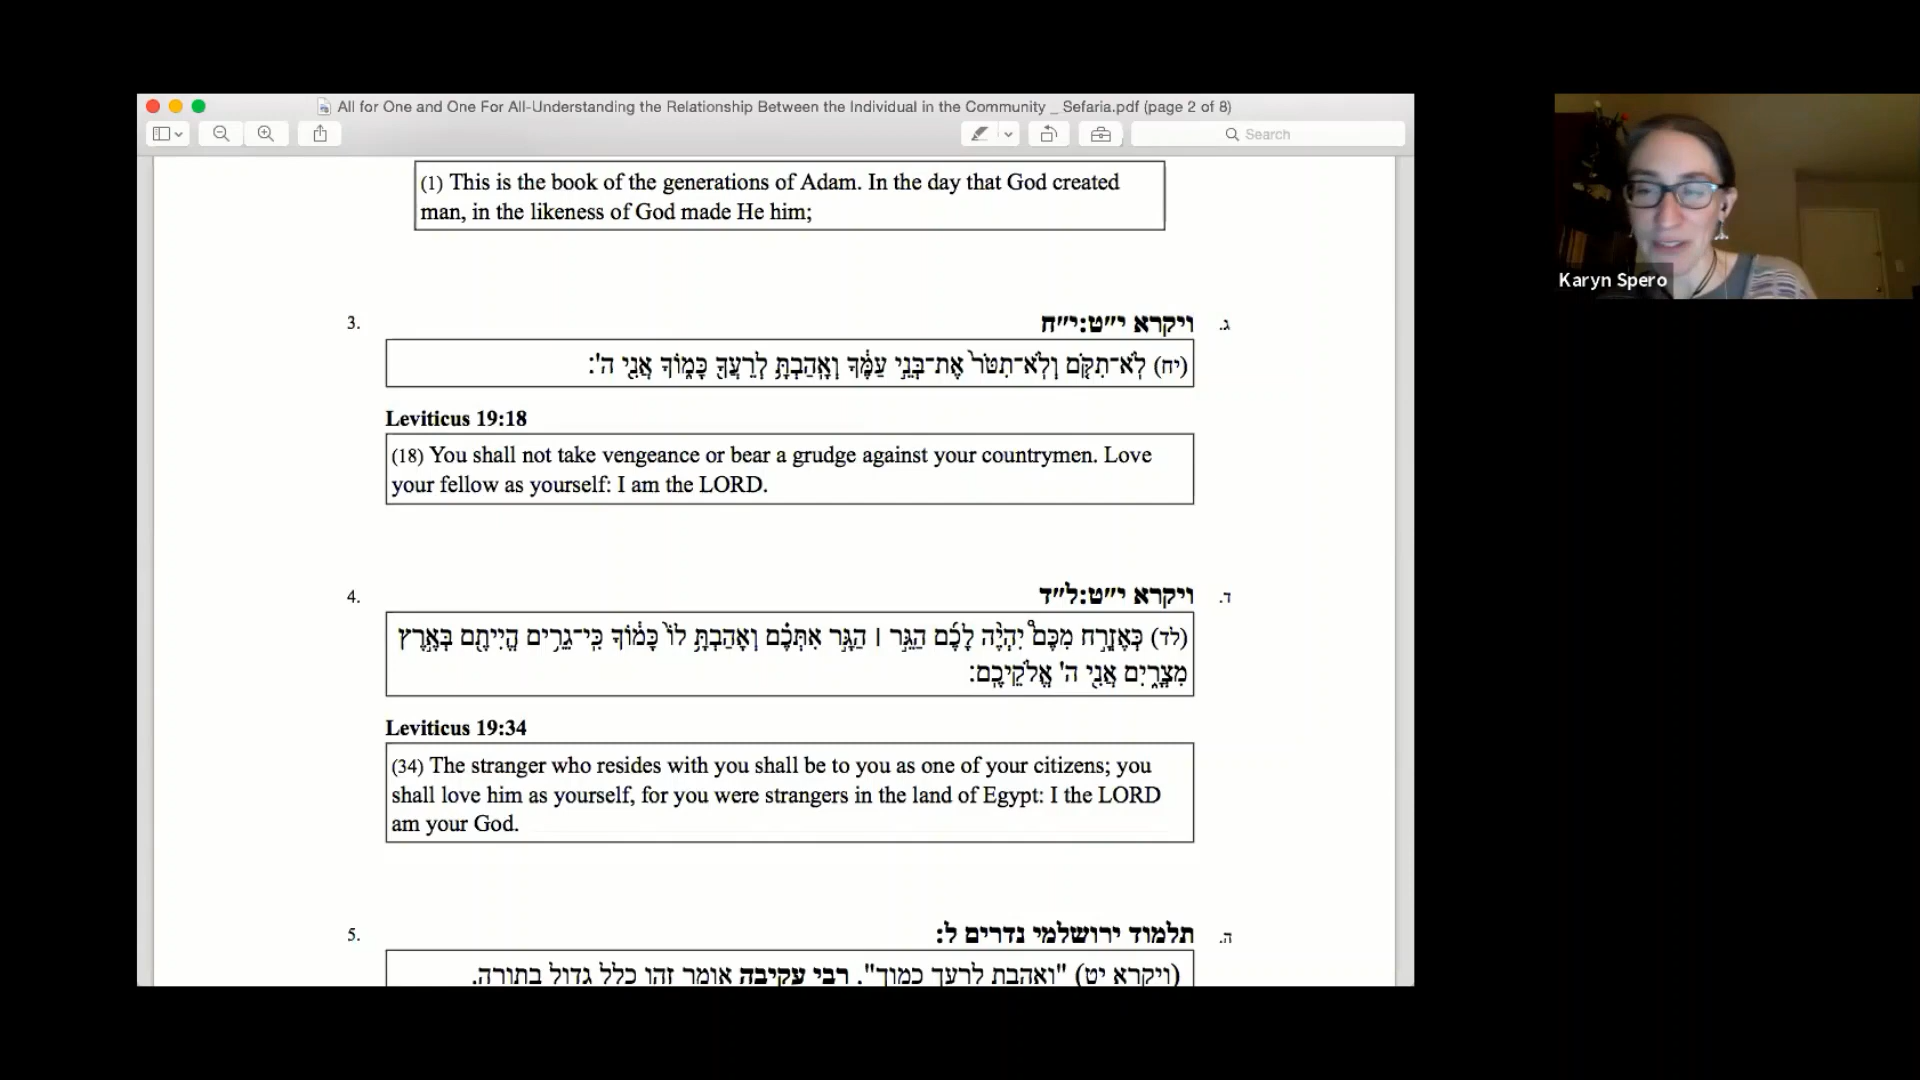 All for One and One For All-Understanding the Relationship Between the Individual in the Community _ Sefaria.pdf (page 2 of 8)
Search
(1) This is the book of the generations of Adam. In the day that God created
man, in the likeness of God made He him;
3.
ויקרא י״ט:י״ח
ג.
(יח) לֹֽא־תִקֹּ֤ם וְלֹֽא־תִטֹּר֙ אֶת־בְּנֵ֣י עַמֶּ֔ךָ וְאָֽהַבְתָּ֥ לְרֵעֲךָ֖ כָּמ֑וֹךָ אֲנִ֖י ה':
Leviticus 19:18
(18) You shall not take vengeance or bear a grudge against your countrymen. Love
your fellow as yourself: I am the LORD.
4.
ויקרא י״ט:ל״ד
ד.
(לד) כְּאֶזְרָ֣ח מִכֶּם֩ יִהְיֶ֨ה לָכֶ֜ם הַגֵּ֣ר ׀ הַגָּ֣ר אִתְּכֶ֗ם וְאָהַבְתָּ֥ לוֹ֙ כָּמ֔וֹךָ כִּֽי־גֵרִ֥ים הֱיִיתֶ֖ם בְּאֶ֣רֶץ
מִצְרָ֑יִם אֲנִ֖י ה' אֱלֹקֵיכֶֽם:
Leviticus 19:34
(34) The stranger who resides with you shall be to you as one of your citizens; you
shall love him as yourself, for you were strangers in the land of Egypt: I the LORD
am your God.
5.
תלמוד ירושלמי נדרים ל:
ה.
(ויקרא יט) "ואהבת לרעך כמוך". רבי עקיבה אומר זהו כלל גדול בתורה.
Karyn Spero